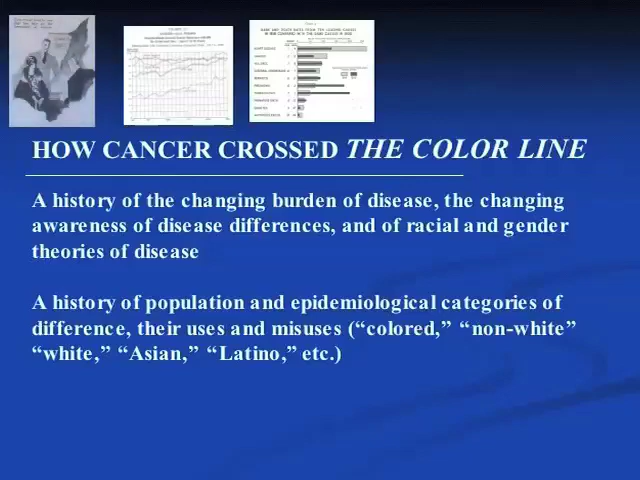 HOW CANCER CROSSED THE COLOR LINE
A history of the changing burden of disease, the changing
awareness of disease differences, and of racial and gender
theories of disease
A history of population and epidemiological categories of
difference, their uses and misuses (“colored,” “non-white”
“white,” “Asian,” “Latino,” etc.)